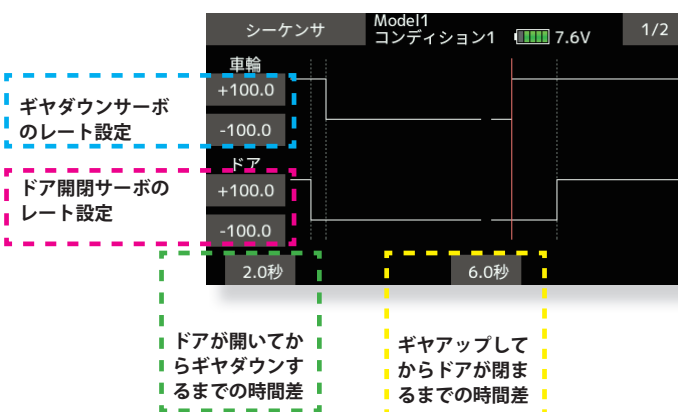 シーケンサ
Model1
コンディション1
7.6V
1/2
車輪
+100.0
-100.0
ギヤダウンサーボ
のレート設定
ドア
+100.0
-100.0
ドア開閉サーボの
レート設定
2.0秒
6.0秒
ドアが開いてか
らギヤダウンす
るまでの時間差
ギヤアップして
からドアが閉ま
るまでの時間差